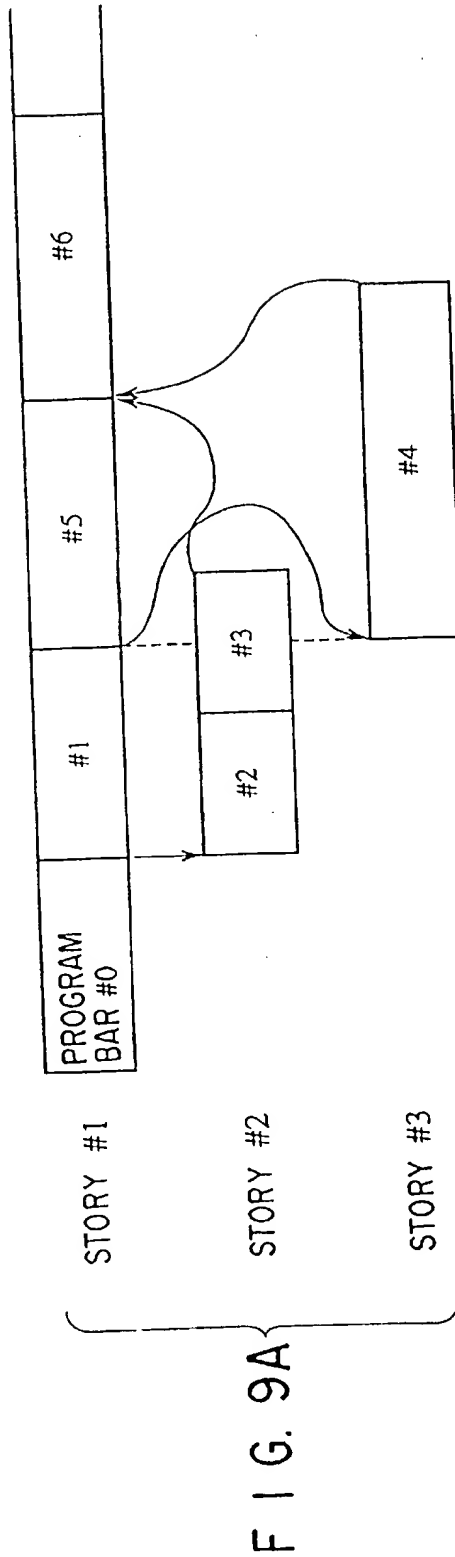 FIG. 9A
STORY #1
PROGRAM
BAR #0
#1
#5
#6
STORY #2
#2
#3
STORY #3
#4